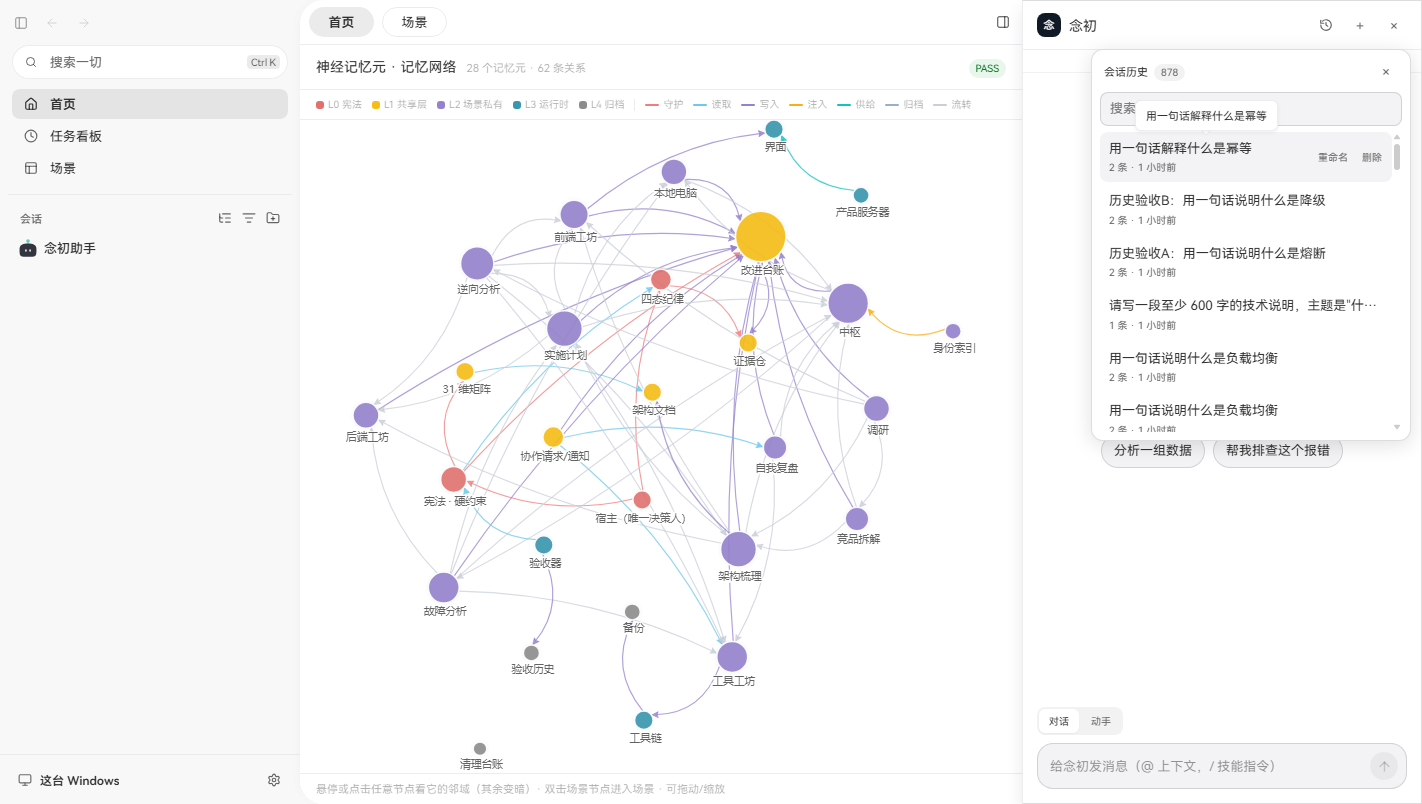 搜索一切
Ctrl K
首页
任务看板
场景
会话
念初助手
这台 Windows
首页
场景
神经记忆元 · 记忆网络
28 个记忆元 · 62 条关系
PASS
L0 宪法
L1 共享层
L2 场景私有
L3 运行时
L4 归档
守护
读取
写入
注入
供给
归档
流转
界面
本地电脑
产品服务器
前端工坊
改进台账
逆向分析
四态纪律
中枢
实施计划
证据仓
身份索引
31 维矩阵
架构文档
后端工坊
调研
协作请求/通知
自我复盘
宪法 · 硬约束
宿主（唯一决策人）
竞品拆解
验收器
架构梳理
故障分析
备份
验收历史
工具工坊
工具链
清理台账
悬停或点击任意节点看它的邻域（其余变暗）· 双击场景节点进入场景 · 可拖动/缩放
念
念初
会话历史
878
搜索
用一句话解释什么是幂等
用一句话解释什么是幂等
2 条 · 1 小时前
重命名
删除
历史验收B：用一句话说明什么是降级
2 条 · 1 小时前
历史验收A：用一句话说明什么是熔断
2 条 · 1 小时前
请写一段至少 600 字的技术说明，主题是"什…
1 条 · 1 小时前
用一句话说明什么是负载均衡
2 条 · 1 小时前
用一句话说明什么是负载均衡
2 条 · 1 小时前
分析一组数据
帮我排查这个报错
对话
动手
给念初发消息（@ 上下文，/ 技能指令）